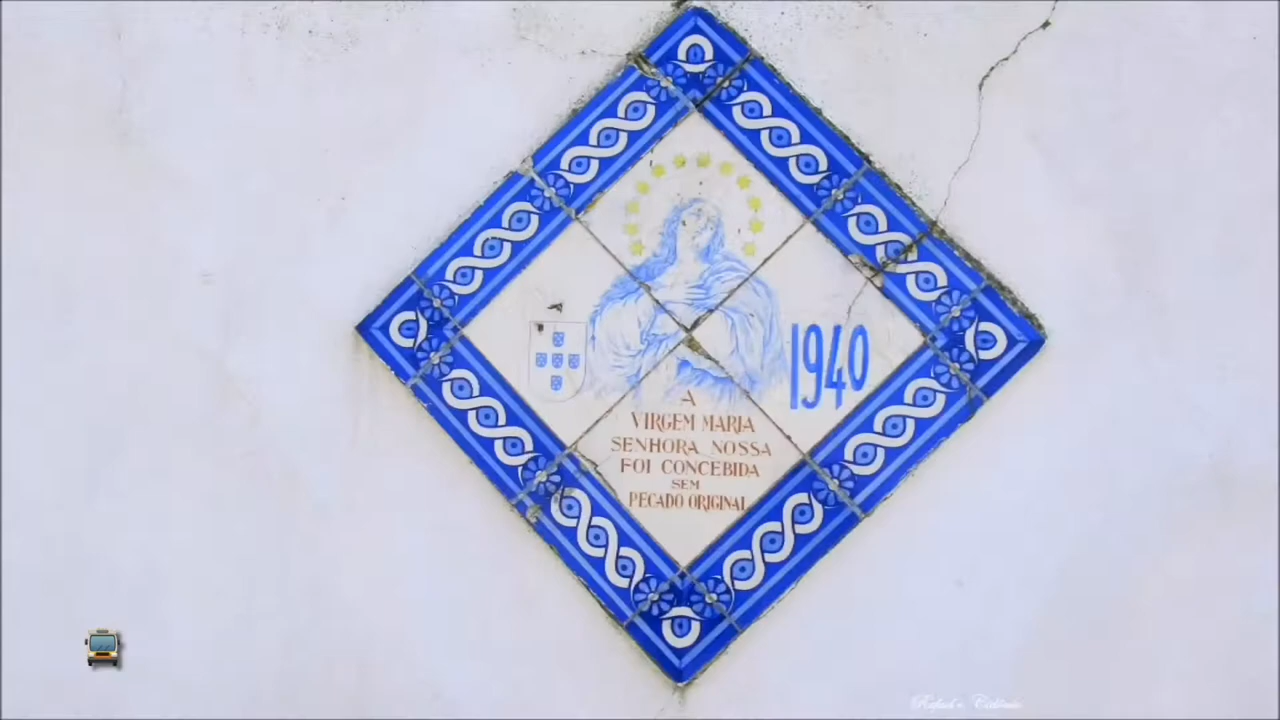 1940
A
VIRGEM MARIA
SENHORA NOSSA
FOI CONCEBIDA
SEM
PECADO ORIGINAL